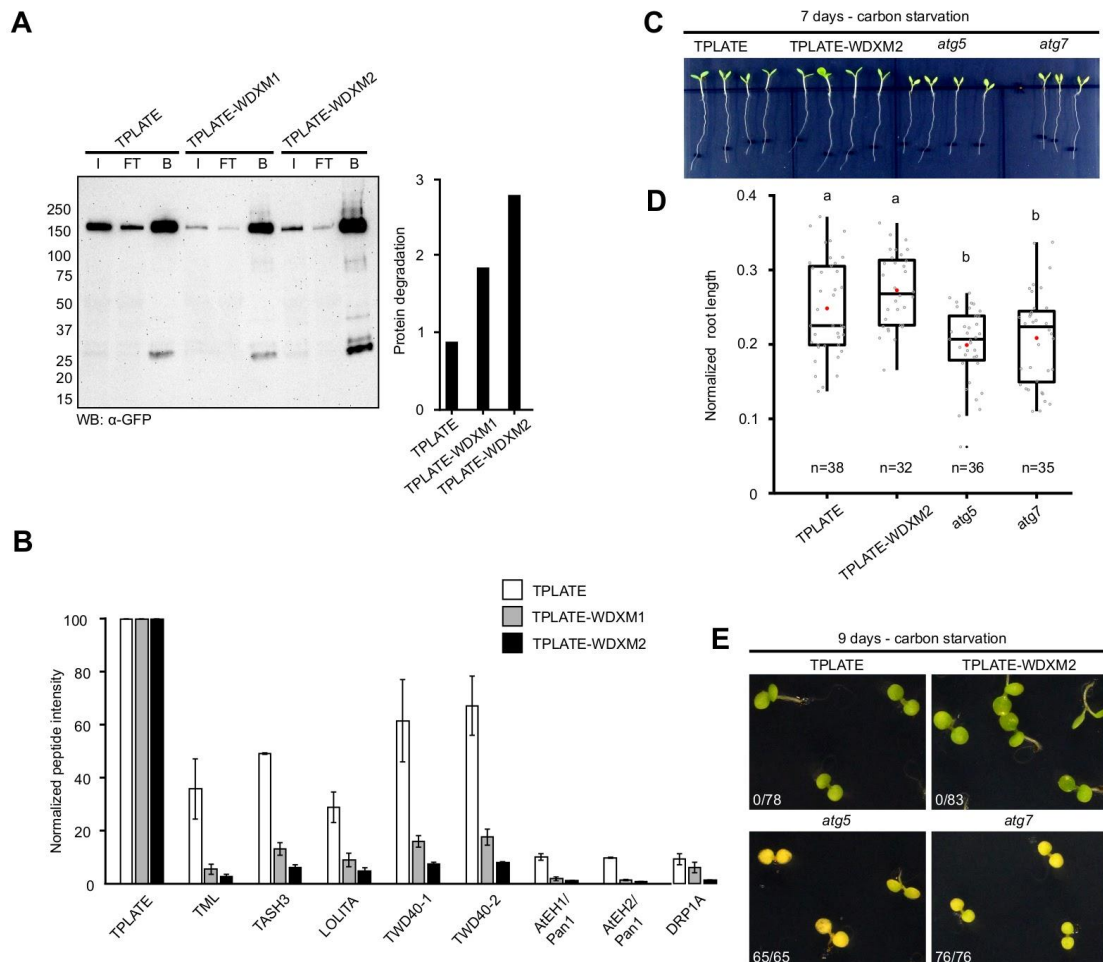 A
TPLATE
TPLATE-WDXM1
TPLATE-WDXM2
I FT B I FT B I FT B
250
150
100
75
50
37
25
20
15
WB: α-GFP
Protein degradation
3
2
1
0
TPLATE
TPLATE-WDXM1
TPLATE-WDXM2
B
TPLATE
TPLATE-WDXM1
TPLATE-WDXM2
Normalized peptide intensity
100
80
60
40
20
0
TPLATE
TML
TASH3
LOLITA
TWD40-1
TWD40-2
AtEH1/
Pan1
AtEH2/
Pan1
DRP1A
C
7 days - carbon starvation
TPLATE TPLATE-WDXM2 atg5 atg7
D
Normalized root length
0.4
0.3
0.2
0.1
0
a a b b
n=38 n=32 n=36 n=35
TPLATE
TPLATE-WDXM2
atg5
atg7
E
9 days - carbon starvation
TPLATE TPLATE-WDXM2
0/78 0/83
atg5 atg7
65/65 76/76